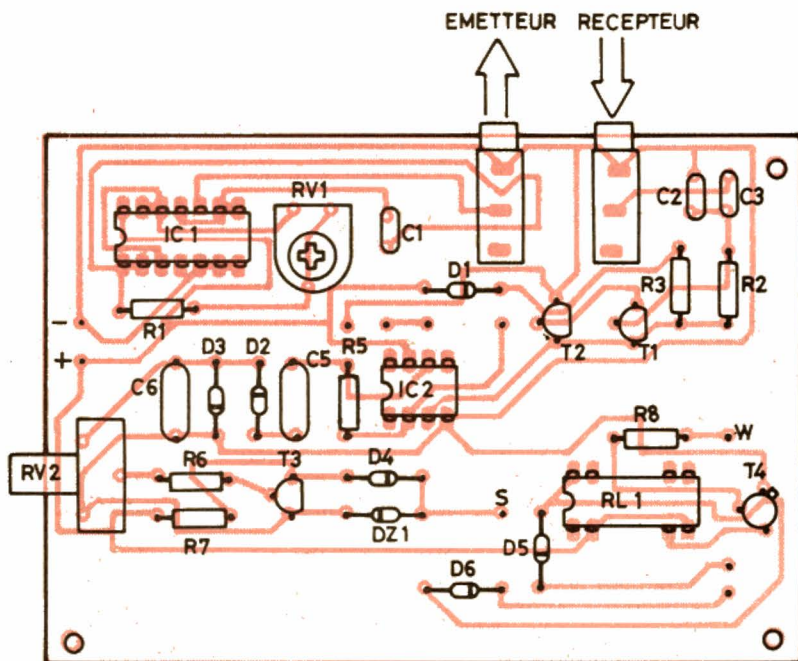 EMETTEUR RECEPTEUR
RV1
C2 C3
IC1
C1
D1
R3 R2
R1
-
T2 T1
+
D3 D2 C5 R5
C6
IC2
R8
W
RV2
R6 T3 D4
T4
S
RL1
R7 DZ1
D5
D6